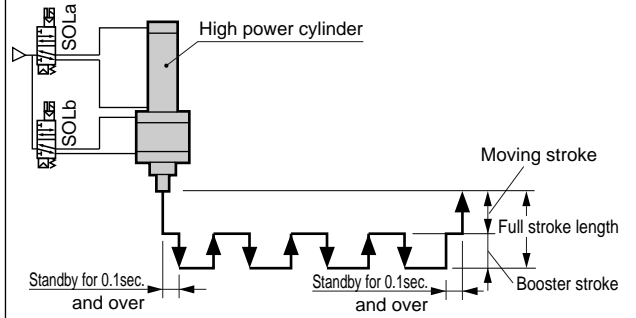 SOLa
High power cylinder
SOLb
Moving stroke
Full stroke length
Standby for 0.1sec.
and over
Standby for 0.1sec.
and over
Booster stroke